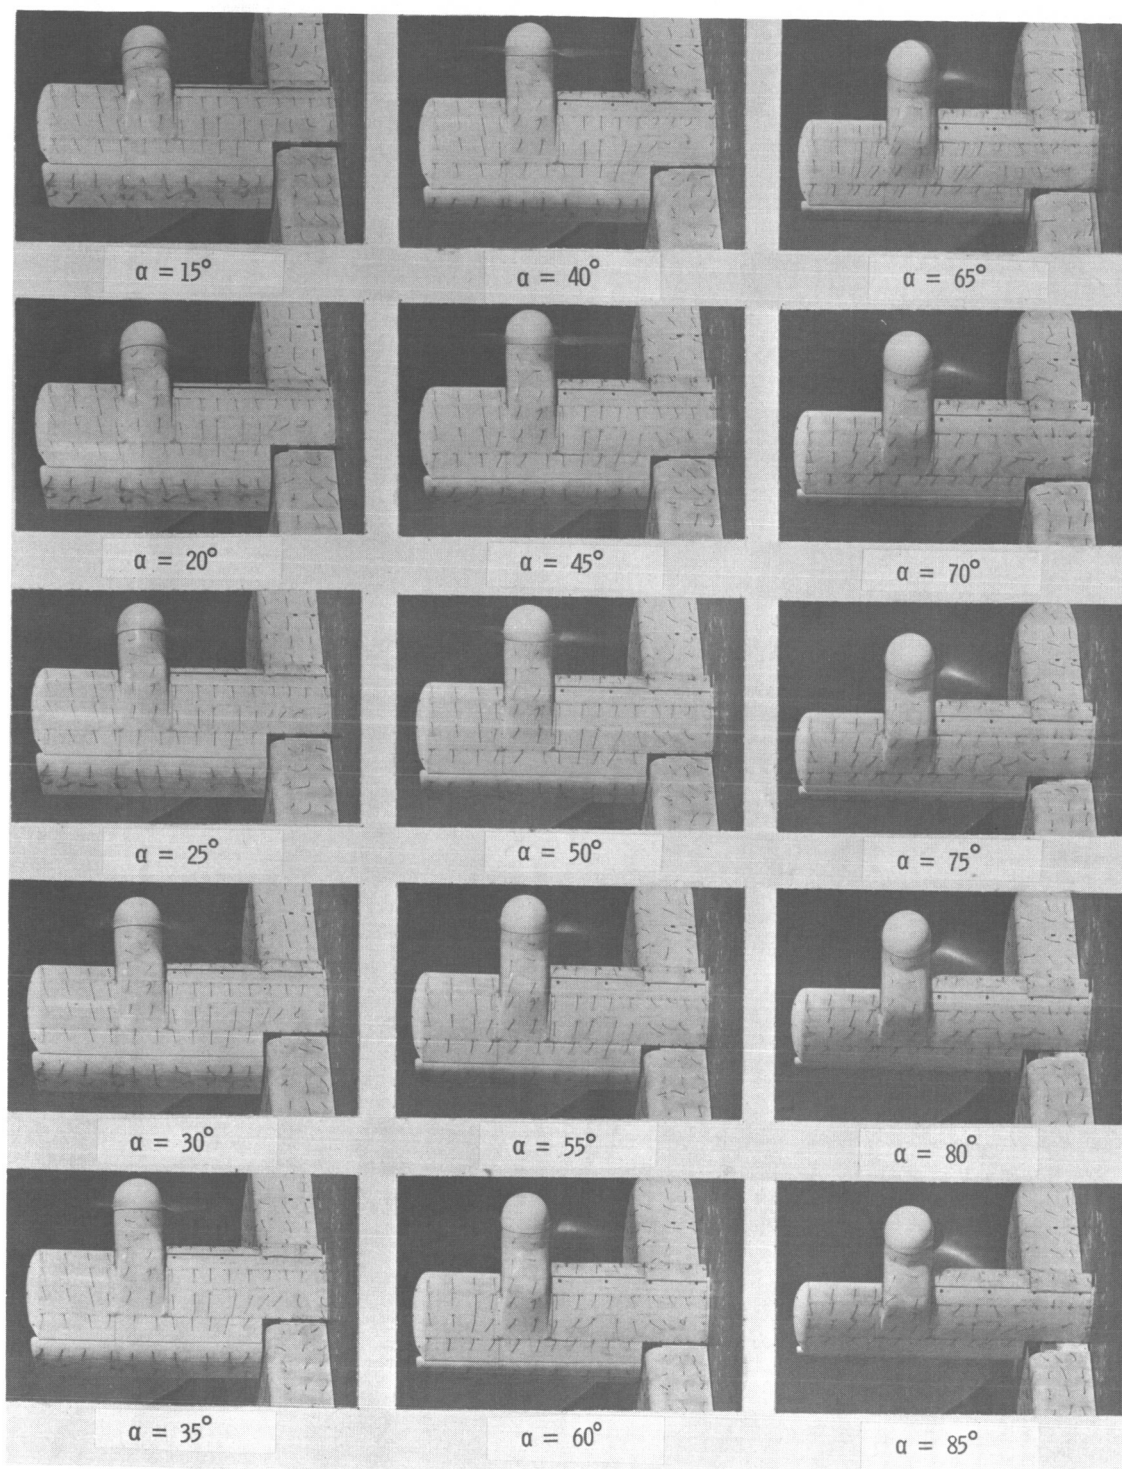 α = 15°
α = 40°
α = 65°
α = 20°
α = 45°
α = 70°
α = 25°
α = 50°
α = 75°
α = 30°
α = 55°
α = 80°
α = 35°
α = 60°
α = 85°